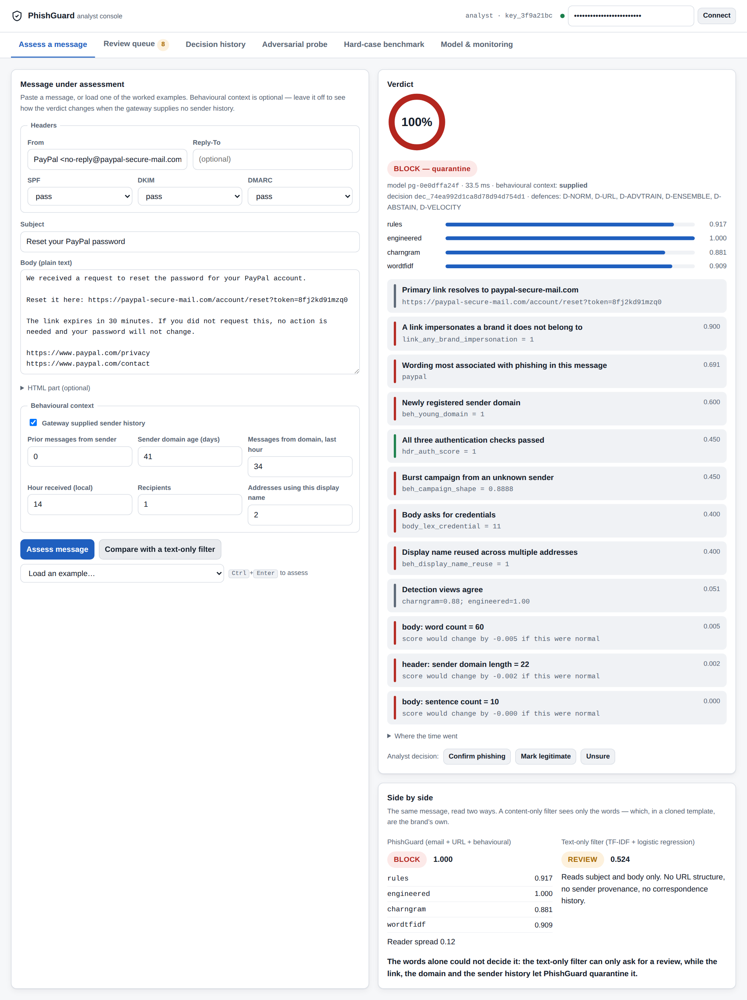 PhishGuard analyst console
analyst · key_3f9a21bc
•••••••••••••••••••••••••
Connect
Assess a message
Review queue 8
Decision history
Adversarial probe
Hard-case benchmark
Model & monitoring
Message under assessment
Paste a message, or load one of the worked examples. Behavioural context is optional — leave it off to see
how the verdict changes when the gateway supplies no sender history.
Headers
From
Reply-To
PayPal <no-reply@paypal-secure-mail.com
(optional)
SPF
DKIM
DMARC
pass
pass
pass
Subject
Reset your PayPal password
Body (plain text)
We received a request to reset the password for your PayPal account.
Reset it here: https://paypal-secure-mail.com/account/reset?token=8fj2kd91mzq0
The link expires in 30 minutes. If you did not request this, no action is
needed and your password will not change.
https://www.paypal.com/privacy
https://www.paypal.com/contact
HTML part (optional)
Behavioural context
Gateway supplied sender history
Prior messages from sender
Sender domain age (days)
Messages from domain, last
hour
0
41
34
Hour received (local)
Recipients
Addresses using this display
name
14
1
2
Assess message
Compare with a text-only filter
Load an example…
Ctrl+Enter to assess
Verdict
100%
BLOCK — quarantine
model pg-0e0dffa24f · 33.5 ms · behavioural context: supplied
decision dec_74ea992d1ca8d78d94d754d1 · defences: D-NORM, D-URL, D-ADVTRAIN, D-ENSEMBLE, D-
ABSTAIN, D-VELOCITY
rules 0.917
engineered 1.000
charngram 0.881
wordtfidf 0.909
Primary link resolves to paypal-secure-mail.com
https://paypal-secure-mail.com/account/reset?token=8fj2kd91mzq0
A link impersonates a brand it does not belong to 0.900
link_any_brand_impersonation = 1
Wording most associated with phishing in this message 0.691
paypal
Newly registered sender domain 0.600
beh_young_domain = 1
All three authentication checks passed 0.450
hdr_auth_score = 1
Burst campaign from an unknown sender 0.450
beh_campaign_shape = 0.8888
Body asks for credentials 0.400
body_lex_credential = 11
Display name reused across multiple addresses 0.400
beh_display_name_reuse = 1
Detection views agree 0.051
charngram=0.88; engineered=1.00
body: word count = 60 0.005
score would change by -0.005 if this were normal
header: sender domain length = 22 0.002
score would change by -0.002 if this were normal
body: sentence count = 10 0.000
score would change by -0.000 if this were normal
Where the time went
Analyst decision:
Confirm phishing
Mark legitimate
Unsure
Side by side
The same message, read two ways. A content-only filter sees only the words — which, in a cloned template,
are the brand’s own.
PhishGuard (email + URL + behavioural)
BLOCK 1.000
rules 0.917
engineered 1.000
charngram 0.881
wordtfidf 0.909
Reader spread 0.12
Text-only filter (TF-IDF + logistic regression)
REVIEW 0.524
Reads subject and body only. No URL structure,
no sender provenance, no correspondence
history.
The words alone could not decide it: the text-only filter can only ask for a review, while the
link, the domain and the sender history let PhishGuard quarantine it.